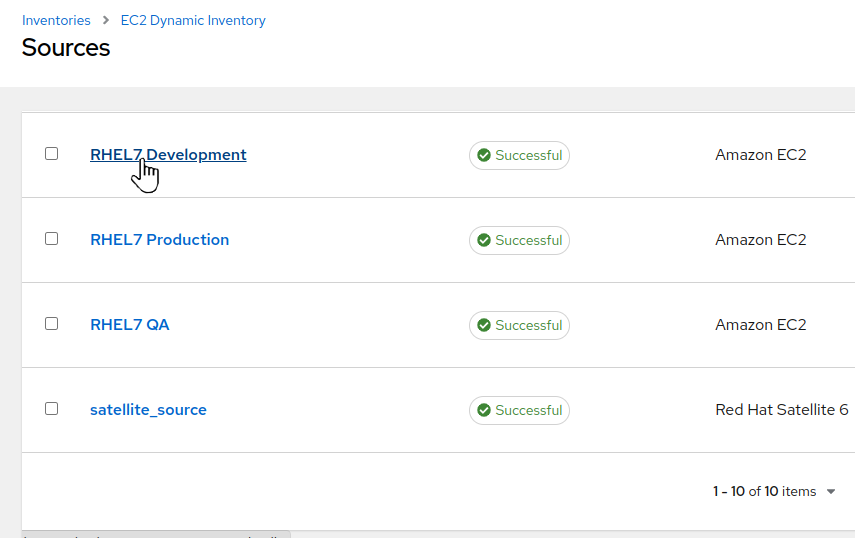 Inventories > EC2 Dynamic Inventory
Sources
RHEL7 Development Successful Amazon EC2
RHEL7 Production Successful Amazon EC2
RHEL7 QA Successful Amazon EC2
satellite_source Successful Red Hat Satellite 6
1 - 10 of 10 items